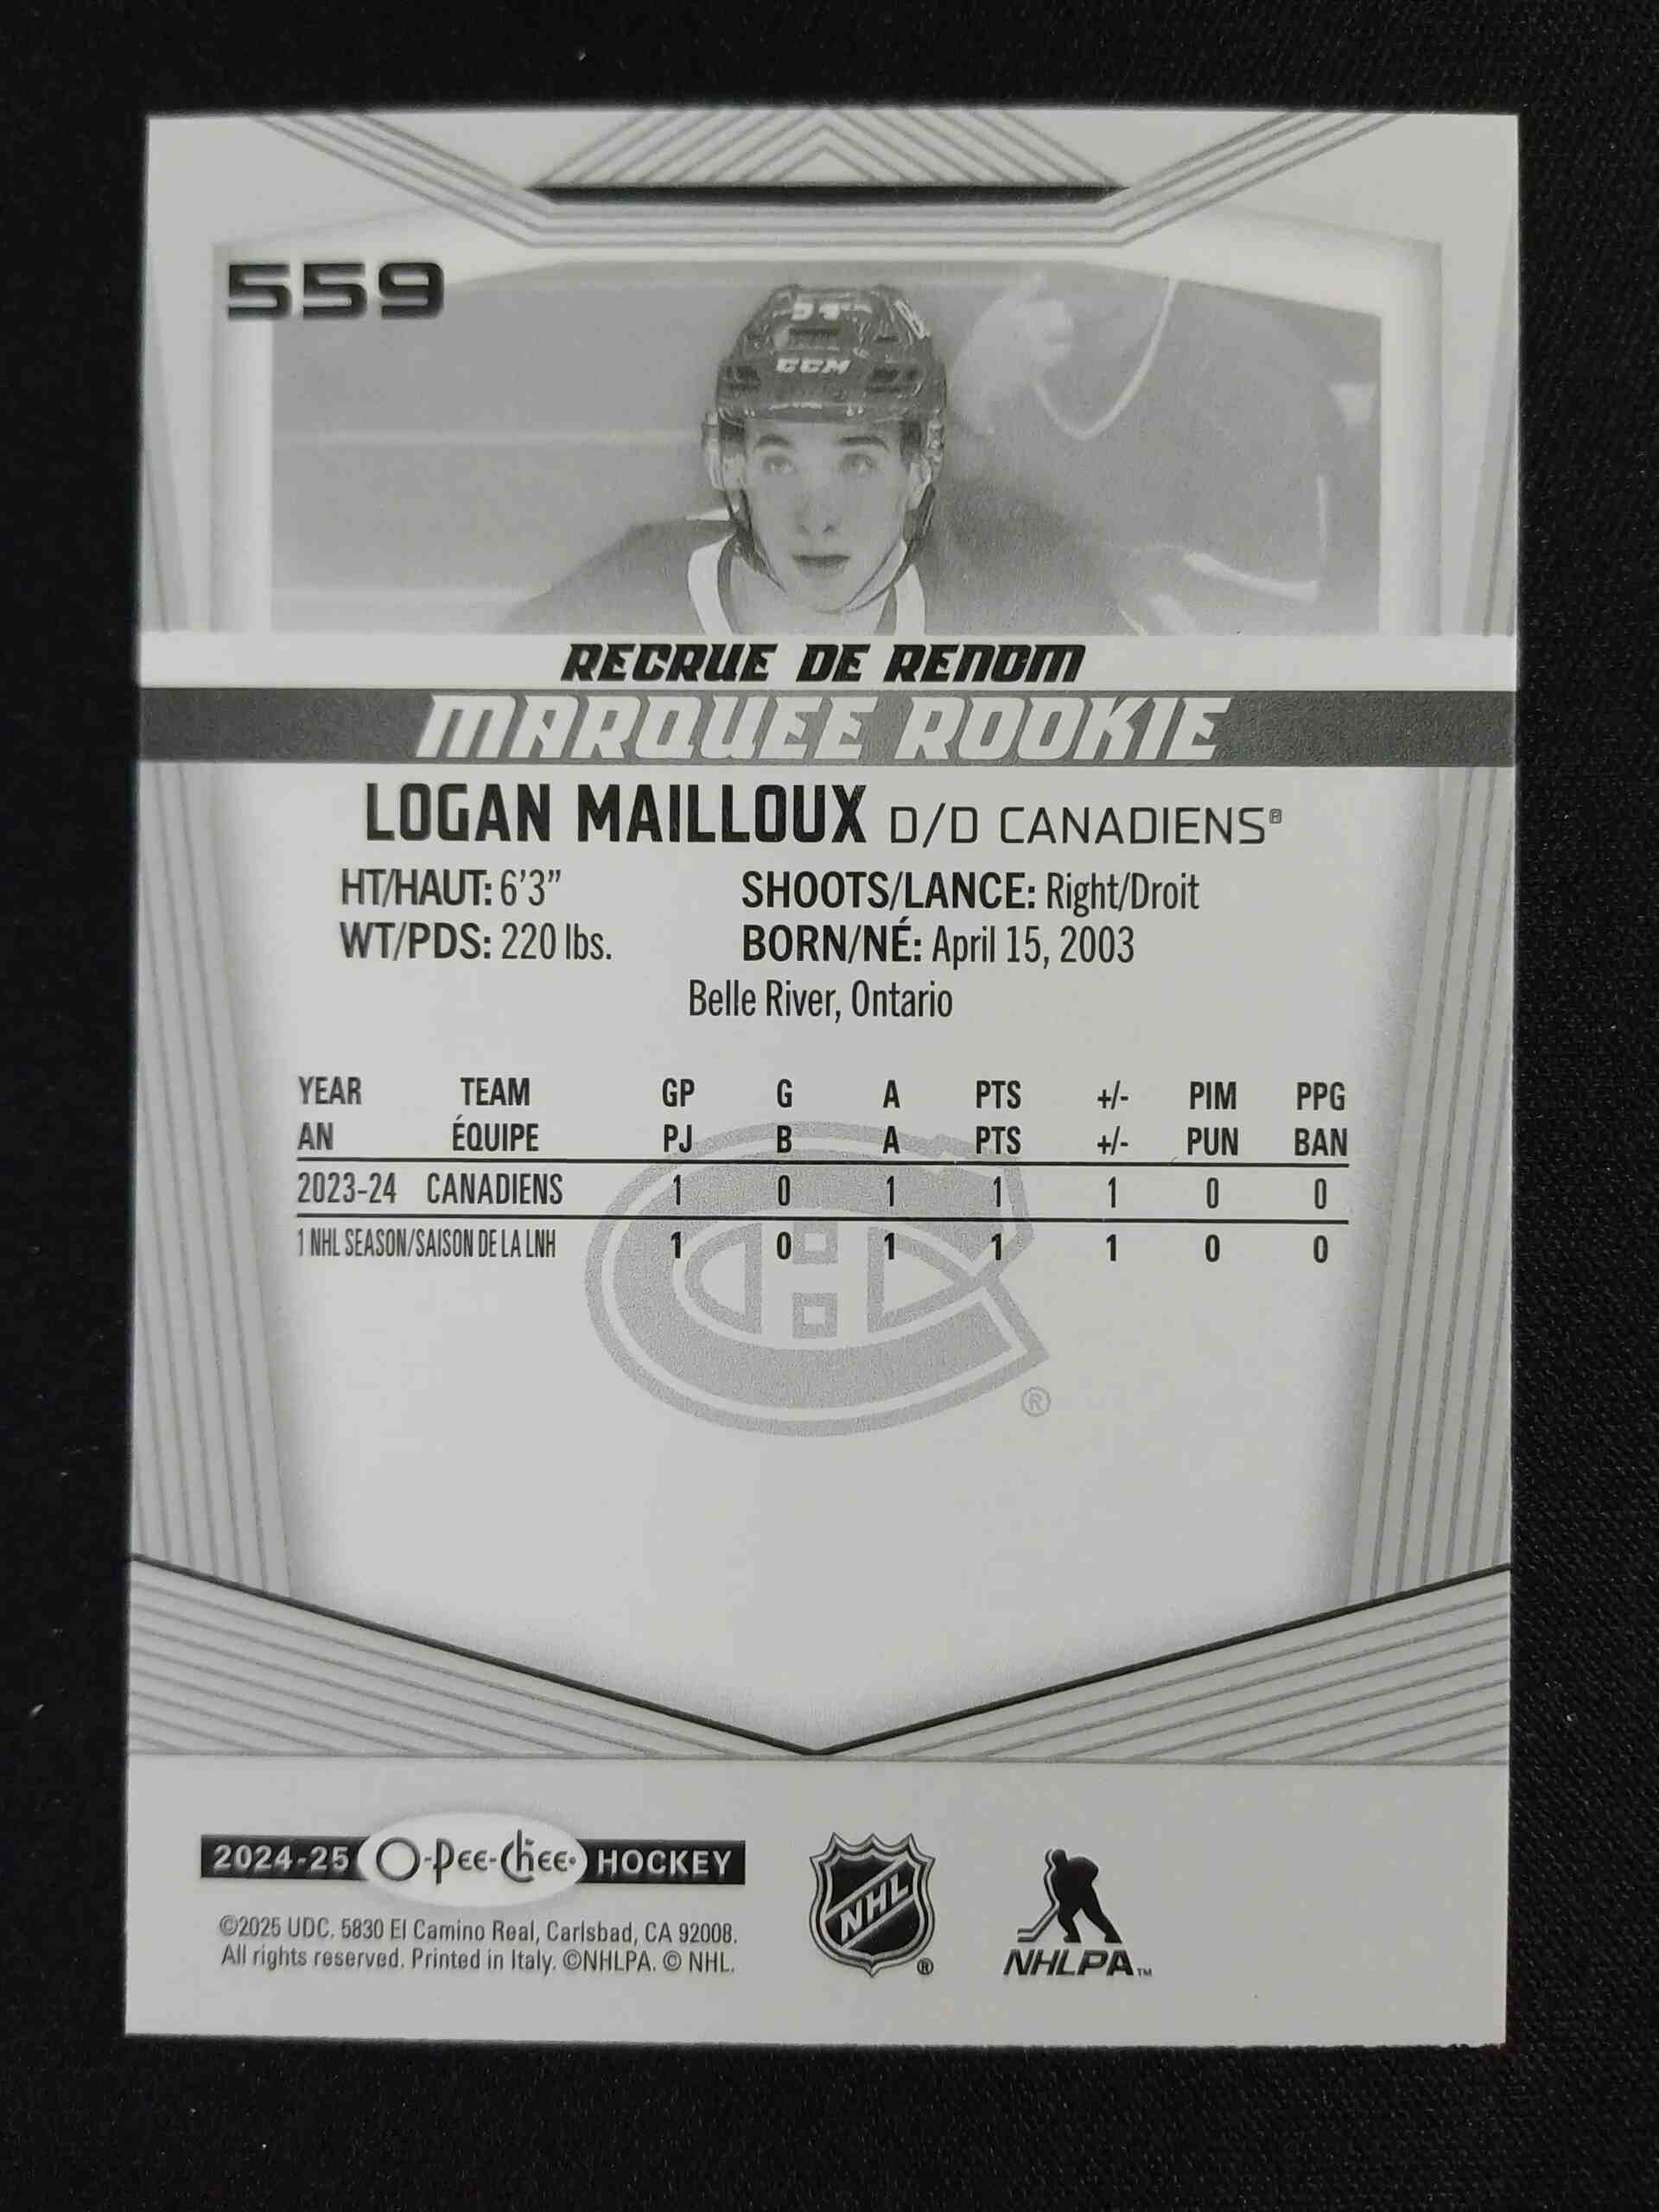 559
CCM
RECRUE DE RENOM
MARQUEE ROOKIE
LOGAN MAILLOUX D/D CANADIENS®
HT/HAUT: 6'3" SHOOTS/LANCE: Right/Droit
WT/PDS: 220 lbs. BORN/NÉ: April 15, 2003
Belle River, Ontario
YEAR TEAM GP G A PTS +/- PIM PPG
AN ÉQUIPE PJ B A PTS +/- PUN BAN
2023-24 CANADIENS 1 0 1 1 1 0 0
1 NHL SEASON/SAISON DE LA LNH 1 0 1 1 1 0 0
®
2024-25 O-Pee-Chee® HOCKEY
©2025 UDC. 5830 El Camino Real, Carlsbad, CA 92008.
All rights reserved. Printed in Italy. ©NHLPA. © NHL.
NHL ®
NHLPA™